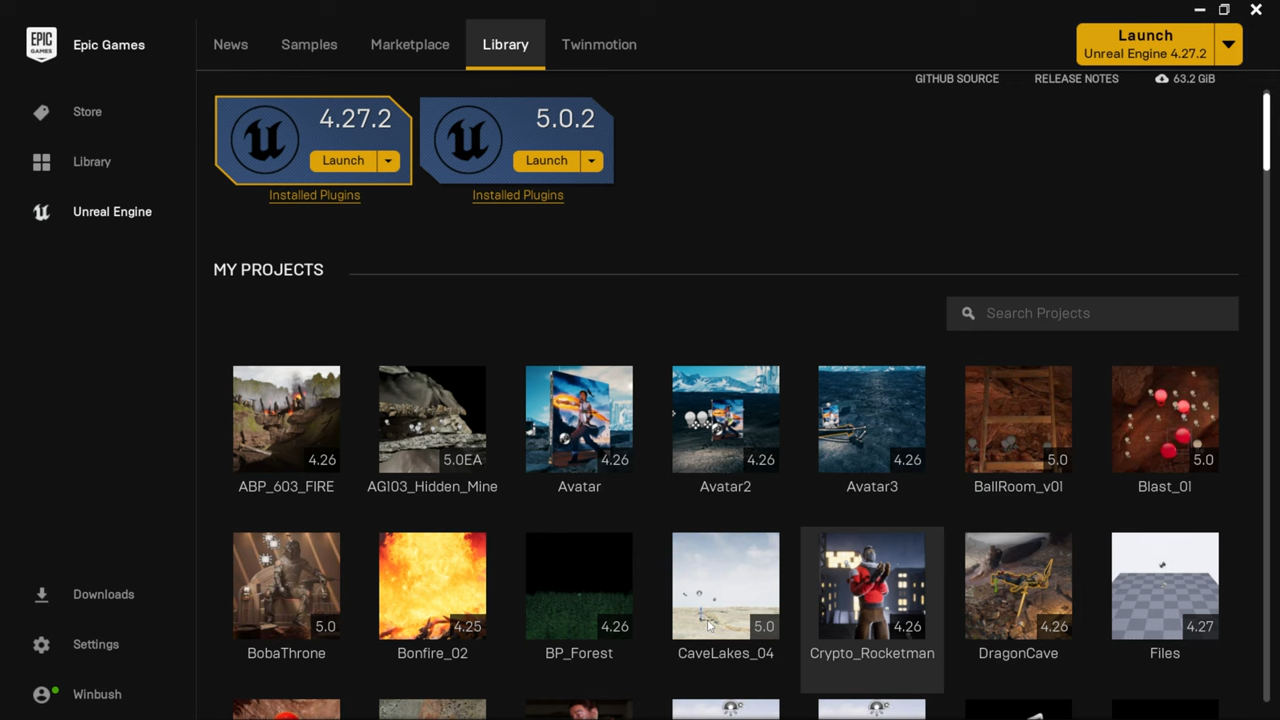 EPIC
GAMES
Epic Games
News
Samples
Marketplace
Library
Twinmotion
Launch
Unreal Engine 4.27.2
GITHUB SOURCE
RELEASE NOTES
63.2 GiB
Store
Library
Unreal Engine
4.27.2
Launch
Installed Plugins
5.0.2
Launch
Installed Plugins
MY PROJECTS
Search Projects
4.26
ABP_603_FIRE
5.0EA
AG103_Hidden_Mine
4.26
Avatar
4.26
Avatar2
4.26
Avatar3
5.0
BallRoom_v01
5.0
Blast_01
5.0
BobaThrone
4.25
Bonfire_02
4.26
BP_Forest
5.0
CaveLakes_04
4.26
Crypto_Rocketman
4.26
DragonCave
4.27
Files
Downloads
Settings
Winbush